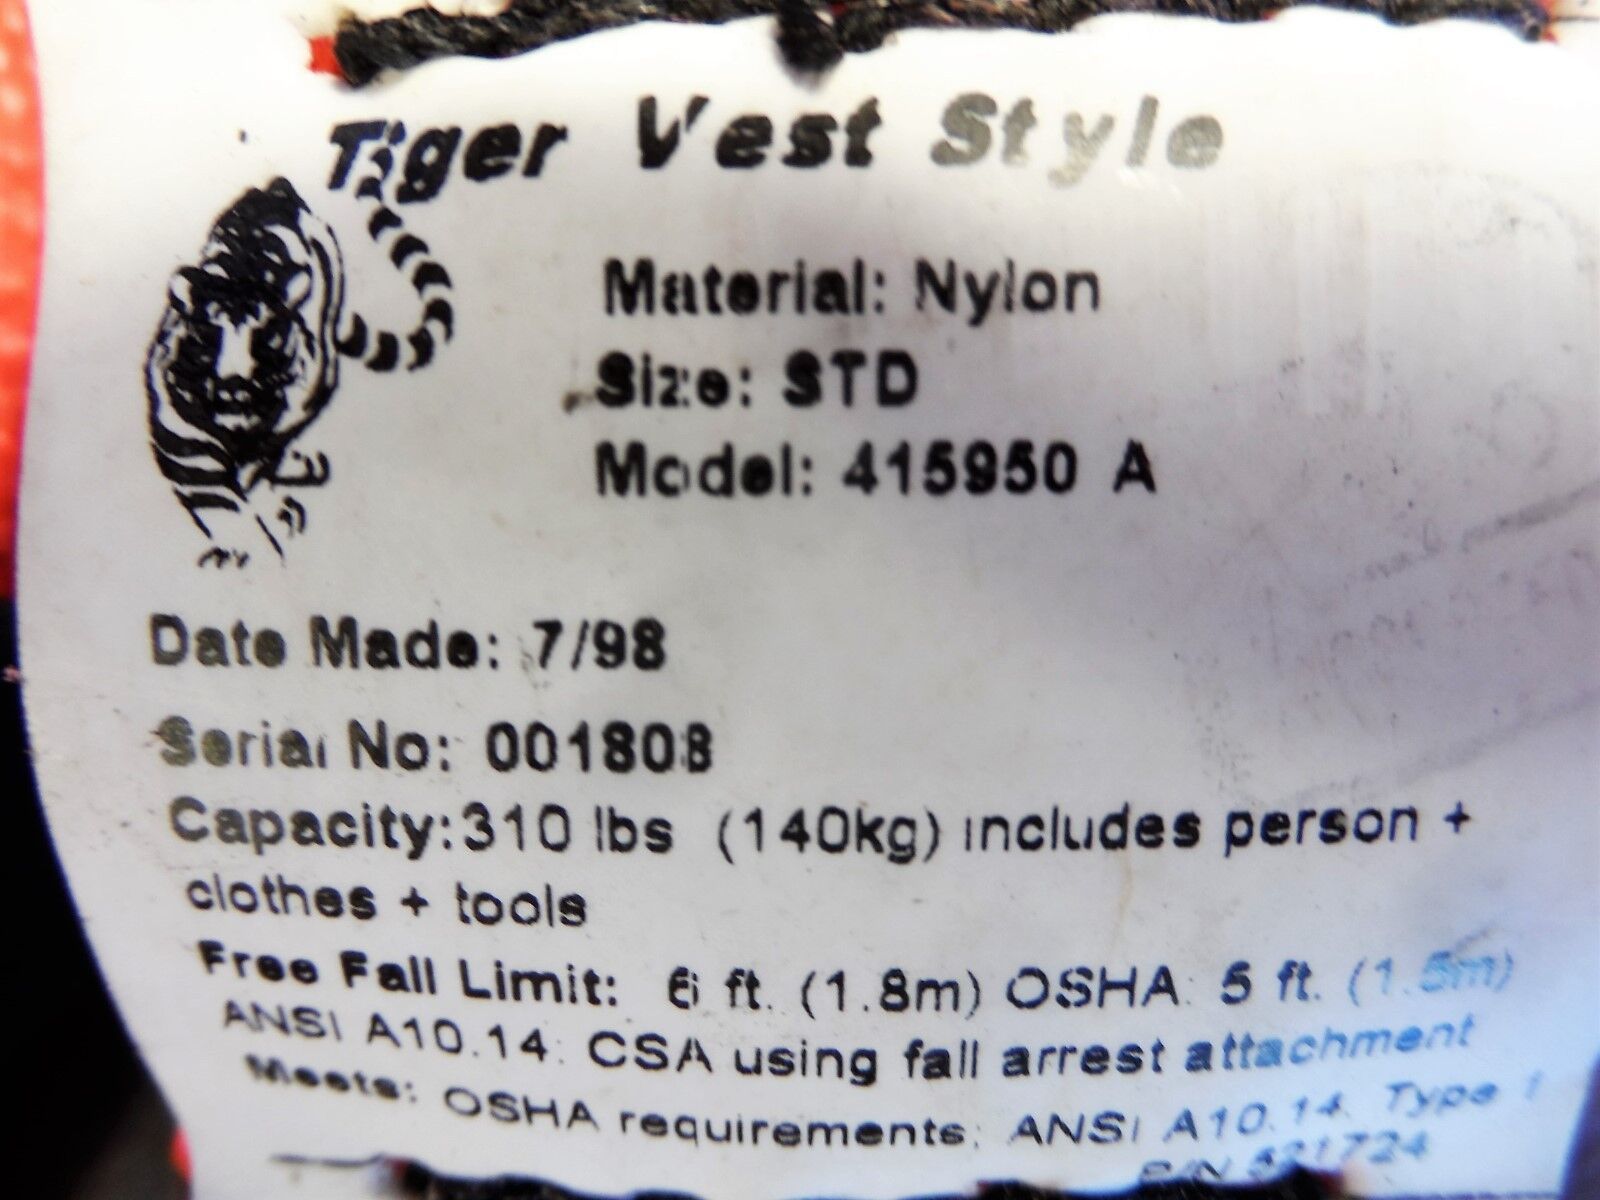 Tiger Vest Style
Material: Nylon
Size: STD
Model: 415950 A
Date Made: 7/98
Serial No: 001808
Capacity:310 lbs (140kg) includes person +
clothes + tools
Free Fall Limit: 6 ft. (1.8m) OSHA: 5 ft. (1.5m)
ANSI A10.14: CSA using fall arrest attachment
Meets: OSHA requirements; ANSI A10.14 Type 1
P/N 521724